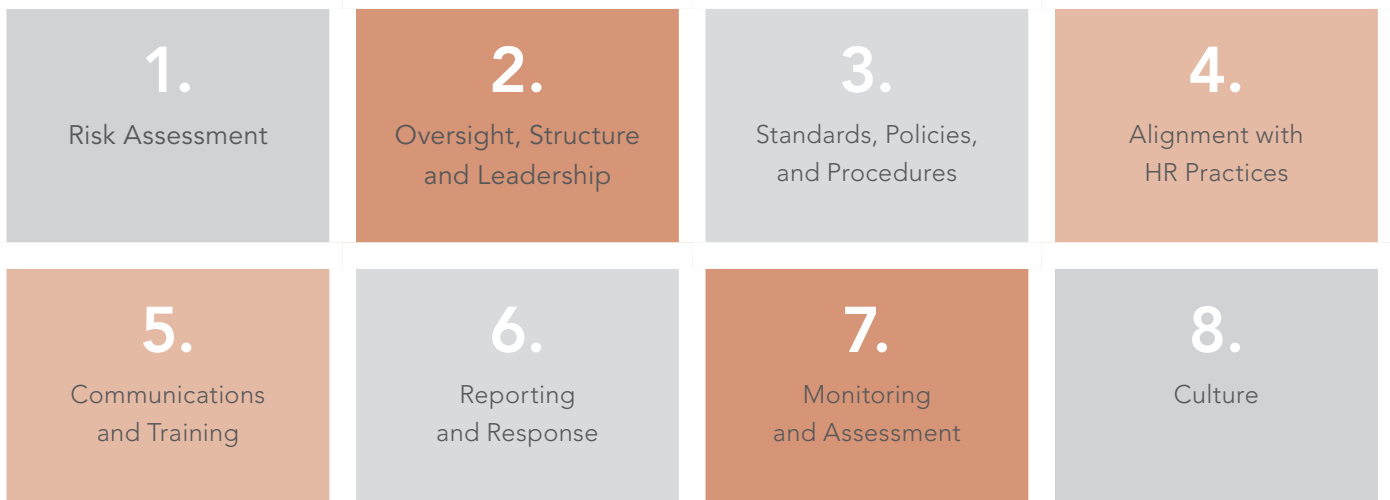 1.
Risk Assessment
2.
Oversight, Structure
and Leadership
3.
Standards, Policies,
and Procedures
4.
Alignment with
HR Practices
5.
Communications
and Training
6.
Reporting
and Response
7.
Monitoring
and Assessment
8.
Culture